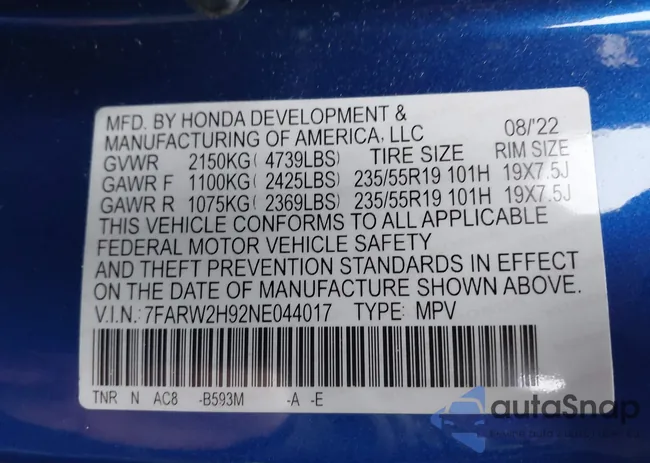 MFD. BY HONDA DEVELOPMENT &
MANUFACTURING OF AMERICA, LLC 08/'22
GVWR 2150KG( 4739LBS) TIRE SIZE RIM SIZE
GAWR F 1100KG( 2425LBS) 235/55R19 101H 19X7.5J
GAWR R 1075KG( 2369LBS) 235/55R19 101H 19X7.5J
THIS VEHICLE CONFORMS TO ALL APPLICABLE
FEDERAL MOTOR VEHICLE SAFETY
AND THEFT PREVENTION STANDARDS IN EFFECT
ON THE DATE OF MANUFACTURE SHOWN ABOVE.
V.I.N.:7FARW2H92NE044017 TYPE: MPV
TNR N AC8 -B593M -A -E
autaSnap